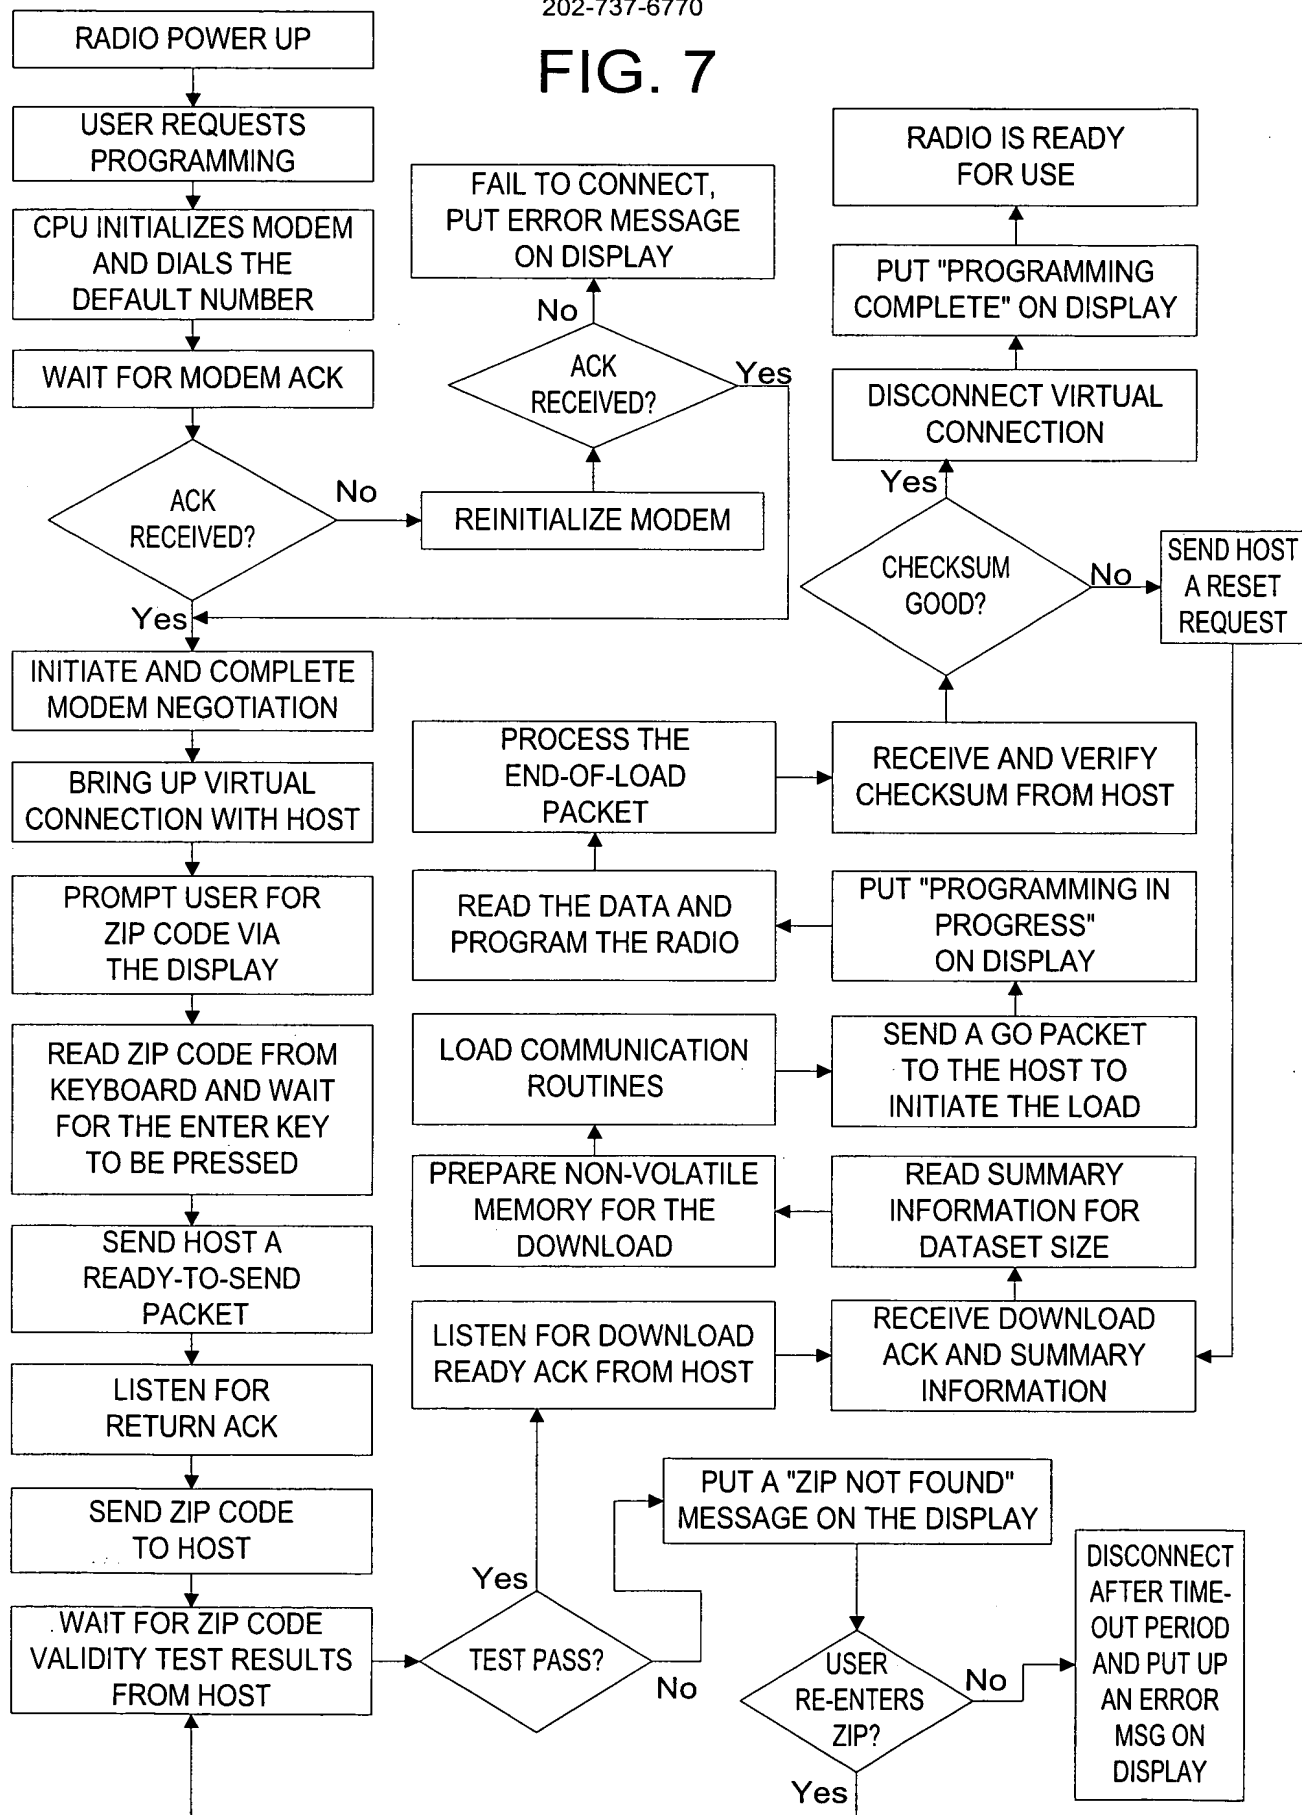 202-737-6770
FIG. 7
RADIO POWER UP
USER REQUESTS
PROGRAMMING
CPU INITIALIZES MODEM
AND DIALS THE
DEFAULT NUMBER
WAIT FOR MODEM ACK
ACK
RECEIVED?
No
REINITIALIZE MODEM
ACK
RECEIVED?
No
FAIL TO CONNECT,
PUT ERROR MESSAGE
ON DISPLAY
Yes
Yes
INITIATE AND COMPLETE
MODEM NEGOTIATION
BRING UP VIRTUAL
CONNECTION WITH HOST
PROMPT USER FOR
ZIP CODE VIA
THE DISPLAY
READ ZIP CODE FROM
KEYBOARD AND WAIT
FOR THE ENTER KEY
TO BE PRESSED
SEND HOST A
READY-TO-SEND
PACKET
LISTEN FOR
RETURN ACK
SEND ZIP CODE
TO HOST
WAIT FOR ZIP CODE
VALIDITY TEST RESULTS
FROM HOST
TEST PASS?
Yes
No
PUT A "ZIP NOT FOUND"
MESSAGE ON THE DISPLAY
USER
RE-ENTERS
ZIP?
No
Yes
DISCONNECT
AFTER TIME-
OUT PERIOD
AND PUT UP
AN ERROR
MSG ON
DISPLAY
LISTEN FOR DOWNLOAD
READY ACK FROM HOST
RECEIVE DOWNLOAD
ACK AND SUMMARY
INFORMATION
READ SUMMARY
INFORMATION FOR
DATASET SIZE
PREPARE NON-VOLATILE
MEMORY FOR THE
DOWNLOAD
LOAD COMMUNICATION
ROUTINES
SEND A GO PACKET
TO THE HOST TO
INITIATE THE LOAD
PUT "PROGRAMMING IN
PROGRESS"
ON DISPLAY
READ THE DATA AND
PROGRAM THE RADIO
PROCESS THE
END-OF-LOAD
PACKET
RECEIVE AND VERIFY
CHECKSUM FROM HOST
CHECKSUM
GOOD?
No
SEND HOST
A RESET
REQUEST
Yes
DISCONNECT VIRTUAL
CONNECTION
PUT "PROGRAMMING
COMPLETE" ON DISPLAY
RADIO IS READY
FOR USE